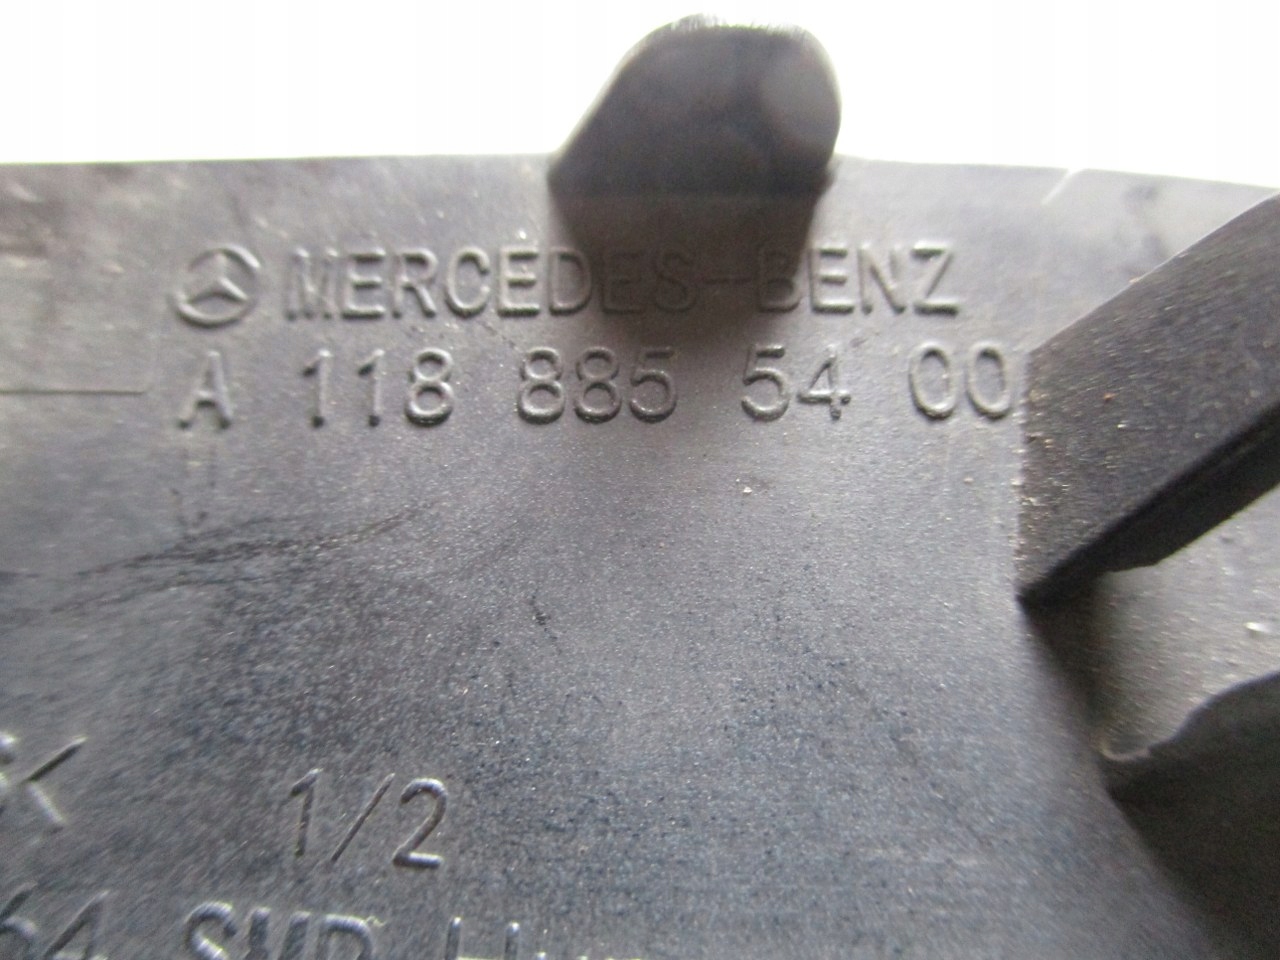 MERCEDES-BENZ
A 118 885 54 00
1/2